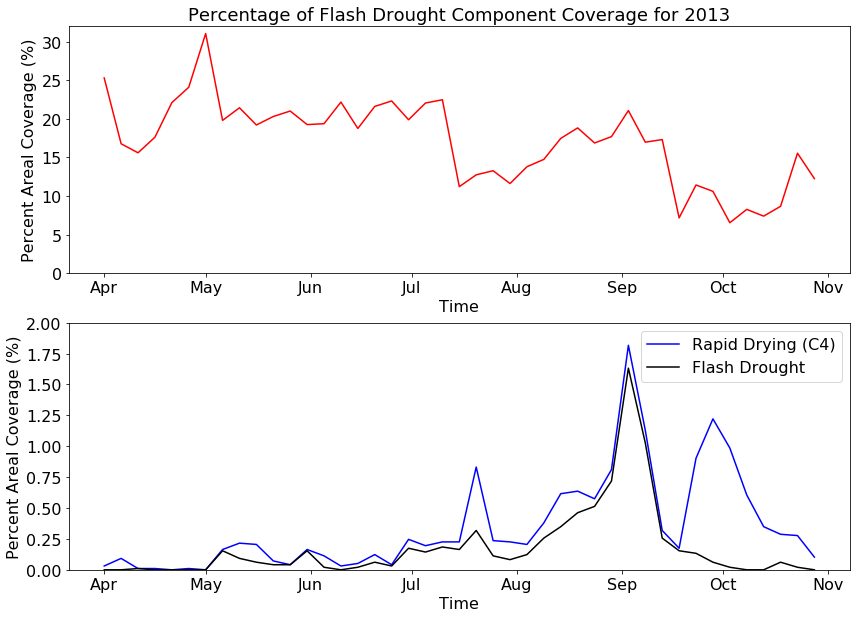 Percentage of Flash Drought Component Coverage for 2013
Percent Areal Coverage (%)
30
25
20
15
10
5
0
Apr May Jun Jul Aug Sep Oct Nov
Time
Percent Areal Coverage (%)
2.00
1.75
1.50
1.25
1.00
0.75
0.50
0.25
0.00
Rapid Drying (C4)
Flash Drought
Apr May Jun Jul Aug Sep Oct Nov
Time